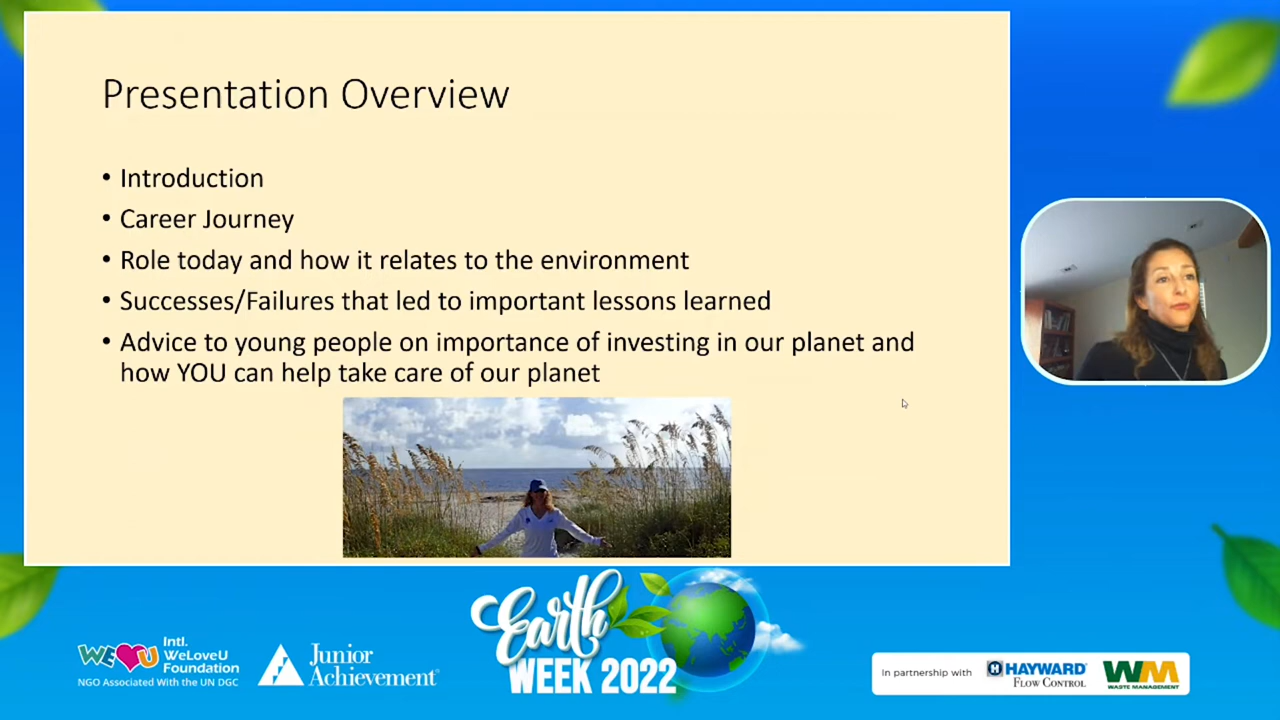 Presentation Overview
• Introduction
• Career Journey
• Role today and how it relates to the environment
• Successes/Failures that led to important lessons learned
• Advice to young people on importance of investing in our planet and
how YOU can help take care of our planet
Earth
WEEK 2022
WE U
Intl.
WeLoveU
Foundation
NGO Associated With the UN DGC
Junior
Achievement®
In partnership with
H HAYWARD®
FLOW CONTROL
WM
WASTE MANAGEMENT